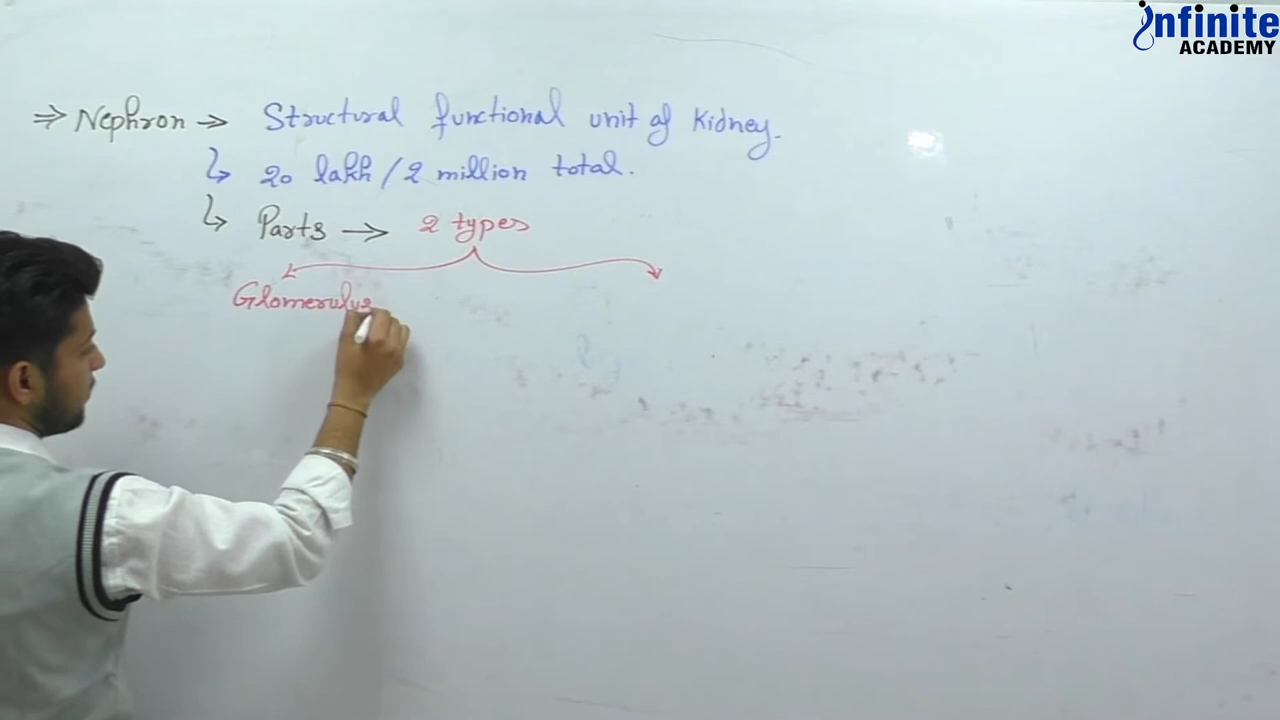 infinite
ACADEMY
⇒ Nephron → Structural functional unit of Kidney.
↳ 20 lakh / 2 million total.
↳ Parts → 2 types
Glomerulus